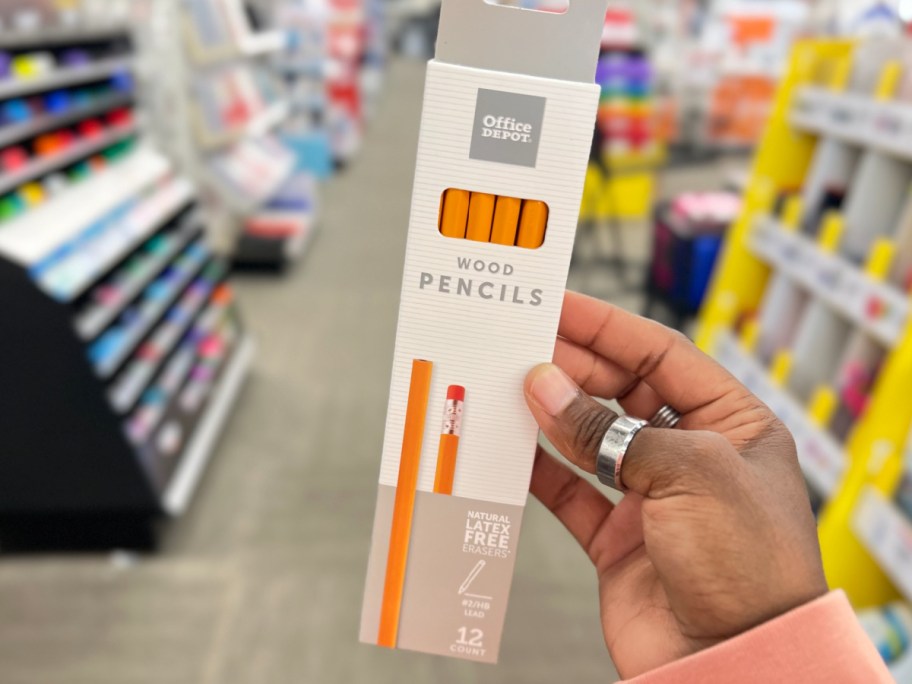 Office
DEPOT®
WOOD
PENCILS
NATURAL
LATEX
FREE
ERASERS*
#2/HB
LEAD
12
COUNT